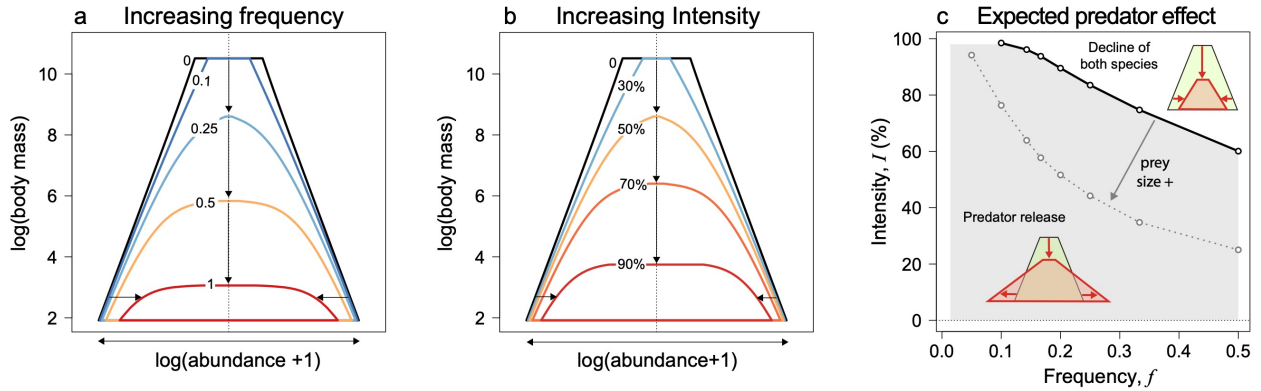 a Increasing frequency
0
0.1
0.25
0.5
1
10
8
6
4
2
log(body mass)
log(abundance +1)
b Increasing Intensity
0
30%
50%
70%
90%
10
8
6
4
2
log(body mass)
log(abundance+1)
c Expected predator effect
Decline of
both species
prey
size +
Predator release
100
80
60
40
20
0
Intensity, I (%)
0.0 0.1 0.2 0.3 0.4 0.5
Frequency, f